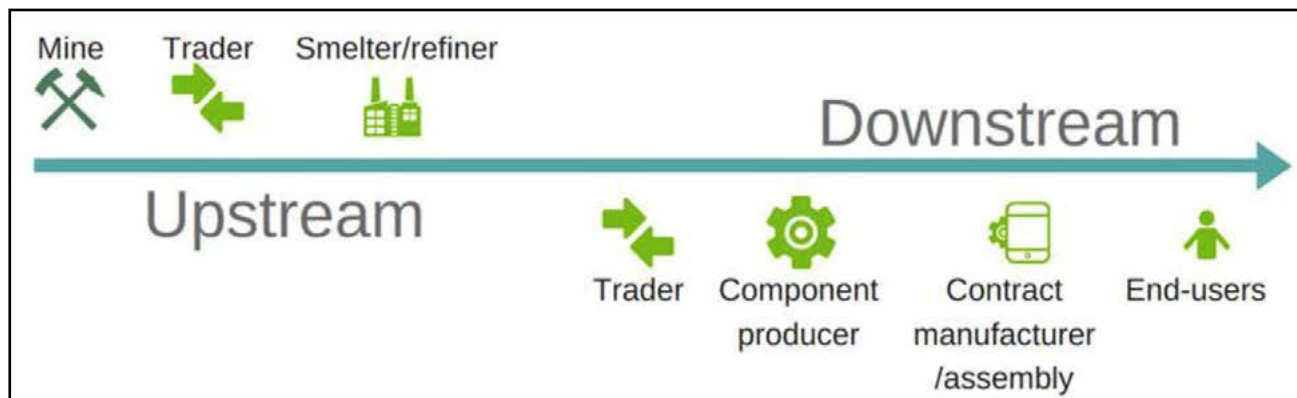 Mine Trader Smelter/refiner
Downstream
Upstream
Trader Component producer Contract manufacturer /assembly End-users